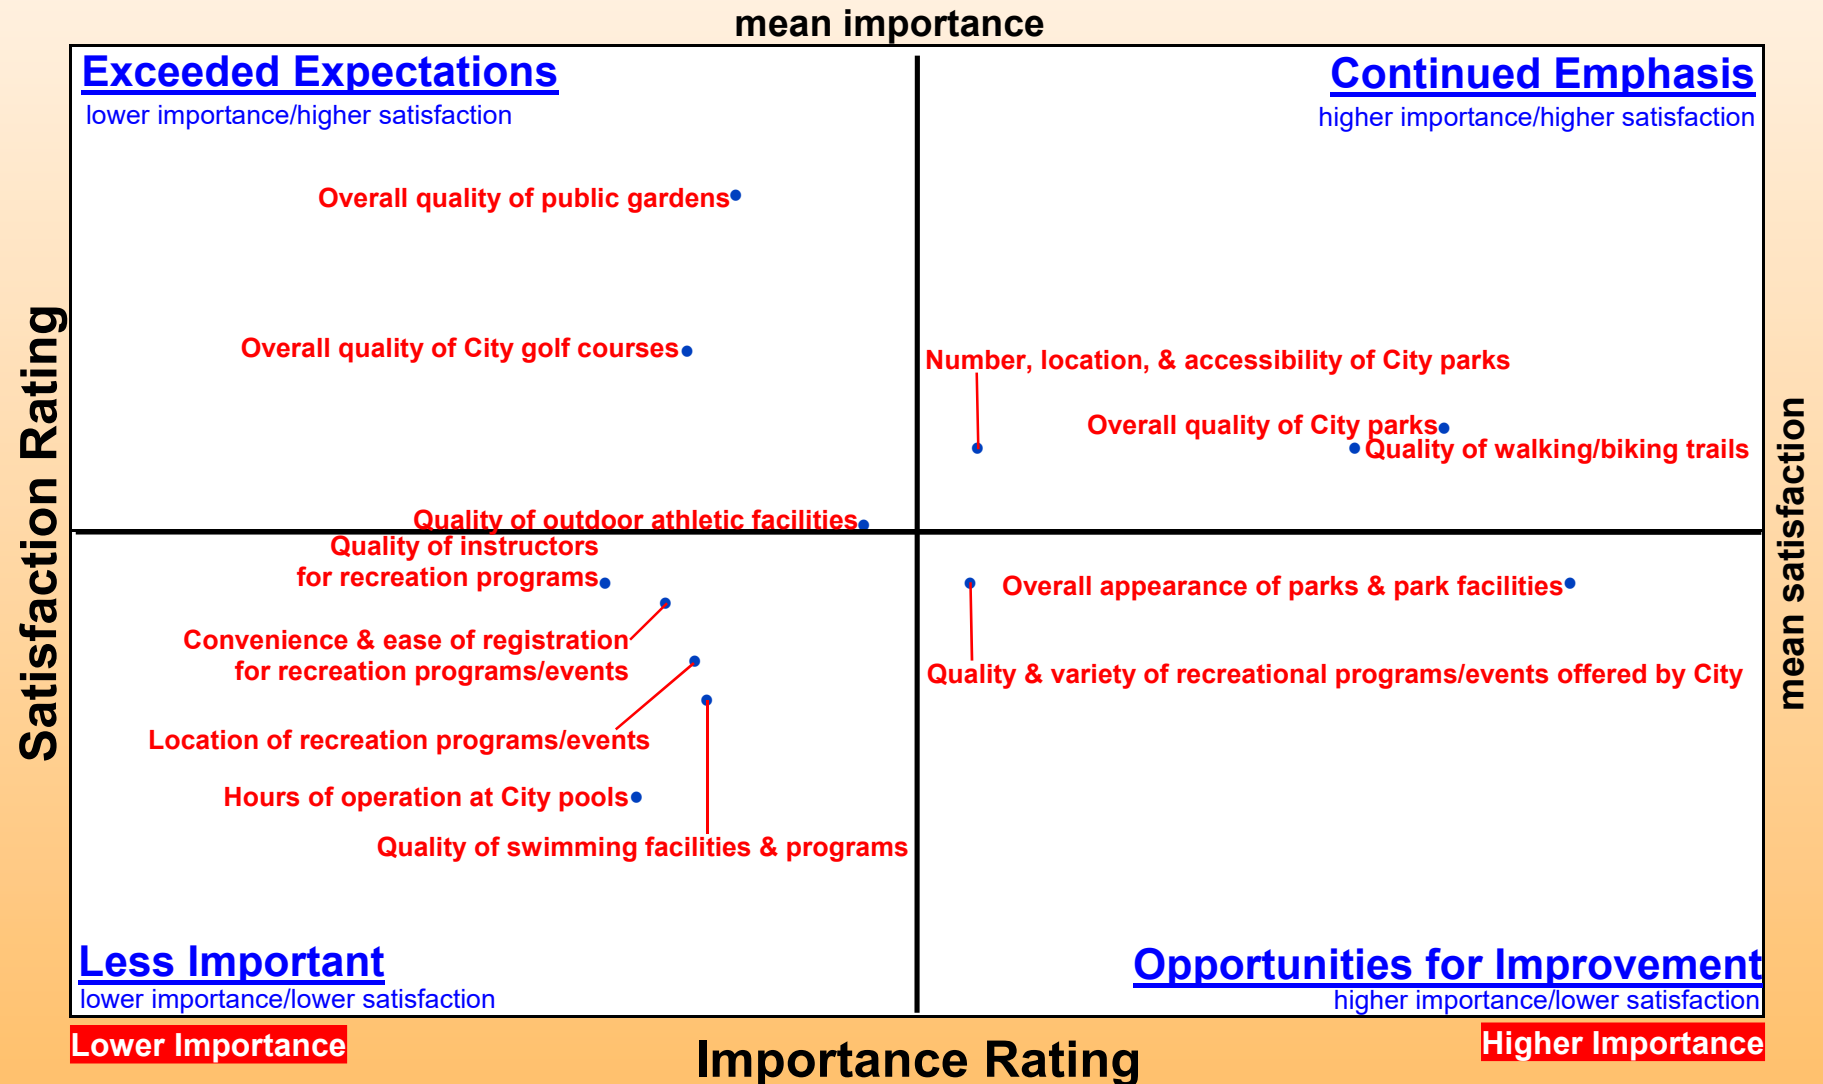 mean importance
Exceeded Expectations
lower importance/higher satisfaction
Continued Emphasis
higher importance/higher satisfaction
Overall quality of public gardens
Overall quality of City golf courses
Number, location, & accessibility of City parks
Overall quality of City parks
Quality of walking/biking trails
Quality of outdoor athletic facilities
Satisfaction Rating
mean satisfaction
Quality of instructors
for recreation programs
Overall appearance of parks & park facilities
Convenience & ease of registration
for recreation programs/events
Quality & variety of recreational programs/events offered by City
Location of recreation programs/events
Hours of operation at City pools
Quality of swimming facilities & programs
Less Important
lower importance/lower satisfaction
Opportunities for Improvement
higher importance/lower satisfaction
Lower Importance
Importance Rating
Higher Importance